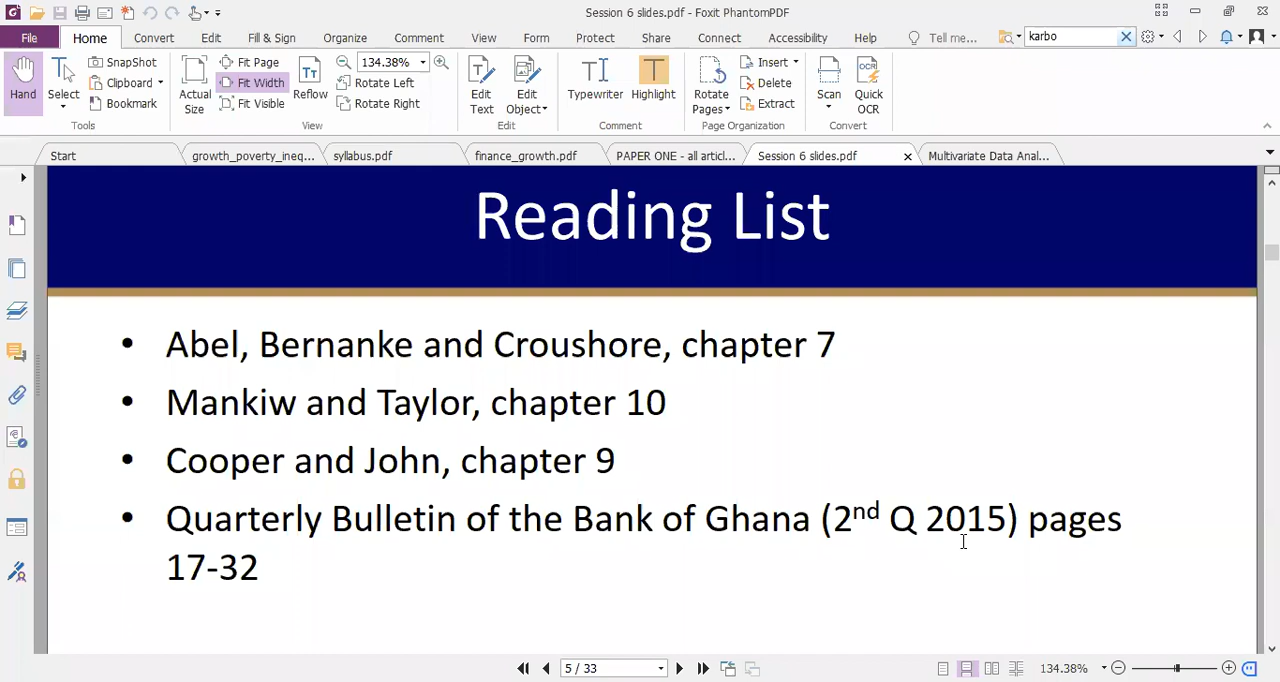 Session 6 slides.pdf - Foxit PhantomPDF
File Home Convert Edit Fill & Sign Organize Comment View Form Protect Share Connect Accessibility Help Tell me... karbo
Hand
Select
SnapShot
Clipboard
Bookmark
Tools
Actual Size
Fit Page
Fit Width
Fit Visible
Reflow
Rotate Left
Rotate Right
134.38%
View
Edit Text
Edit Object
Edit
Typewriter
Highlight
Comment
Rotate Pages
Insert
Delete
Extract
Page Organization
Scan
Quick OCR
Convert
Start growth_poverty_ineq... syllabus.pdf finance_growth.pdf PAPER ONE - all articl... Session 6 slides.pdf Multivariate Data Anal...
Reading List
• Abel, Bernanke and Croushore, chapter 7
• Mankiw and Taylor, chapter 10
• Cooper and John, chapter 9
• Quarterly Bulletin of the Bank of Ghana (2nd Q 2015) pages
17-32
5 / 33 134.38%